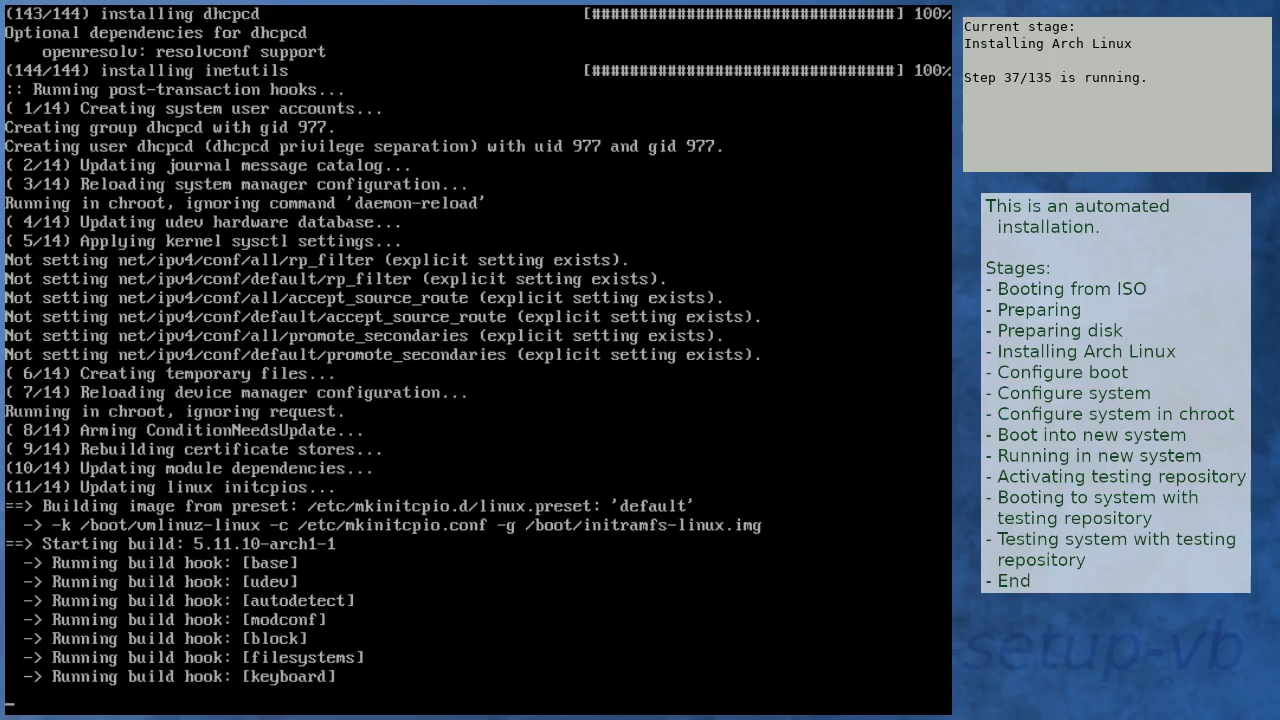 (143/144) installing dhcpcd [################################] 100%
Optional dependencies for dhcpcd
openresolv: resolvconf support
(144/144) installing inetutils [################################] 100%
:: Running post-transaction hooks...
( 1/14) Creating system user accounts...
Creating group dhcpcd with gid 977.
Creating user dhcpcd (dhcpcd privilege separation) with uid 977 and gid 977.
( 2/14) Updating journal message catalog...
( 3/14) Reloading system manager configuration...
Running in chroot, ignoring command 'daemon-reload'
( 4/14) Updating udev hardware database...
( 5/14) Applying kernel sysctl settings...
Not setting net/ipv4/conf/all/rp_filter (explicit setting exists).
Not setting net/ipv4/conf/default/rp_filter (explicit setting exists).
Not setting net/ipv4/conf/all/accept_source_route (explicit setting exists).
Not setting net/ipv4/conf/default/accept_source_route (explicit setting exists).
Not setting net/ipv4/conf/all/promote_secondaries (explicit setting exists).
Not setting net/ipv4/conf/default/promote_secondaries (explicit setting exists).
( 6/14) Creating temporary files...
( 7/14) Reloading device manager configuration...
Running in chroot, ignoring request.
( 8/14) Arming ConditionNeedsUpdate...
( 9/14) Rebuilding certificate stores...
(10/14) Updating module dependencies...
(11/14) Updating linux initcpios...
==> Building image from preset: /etc/mkinitcpio.d/linux.preset: 'default'
-> -k /boot/vmlinuz-linux -c /etc/mkinitcpio.conf -g /boot/initramfs-linux.img
==> Starting build: 5.11.10-arch1-1
-> Running build hook: [base]
-> Running build hook: [udev]
-> Running build hook: [autodetect]
-> Running build hook: [modconf]
-> Running build hook: [block]
-> Running build hook: [filesystems]
-> Running build hook: [keyboard]
_
Current stage:
Installing Arch Linux
Step 37/135 is running.
This is an automated
installation.
Stages:
- Booting from ISO
- Preparing
- Preparing disk
- Installing Arch Linux
- Configure boot
- Configure system
- Configure system in chroot
- Boot into new system
- Running in new system
- Activating testing repository
- Booting to system with
testing repository
- Testing system with testing
repository
- End
-setup-vb